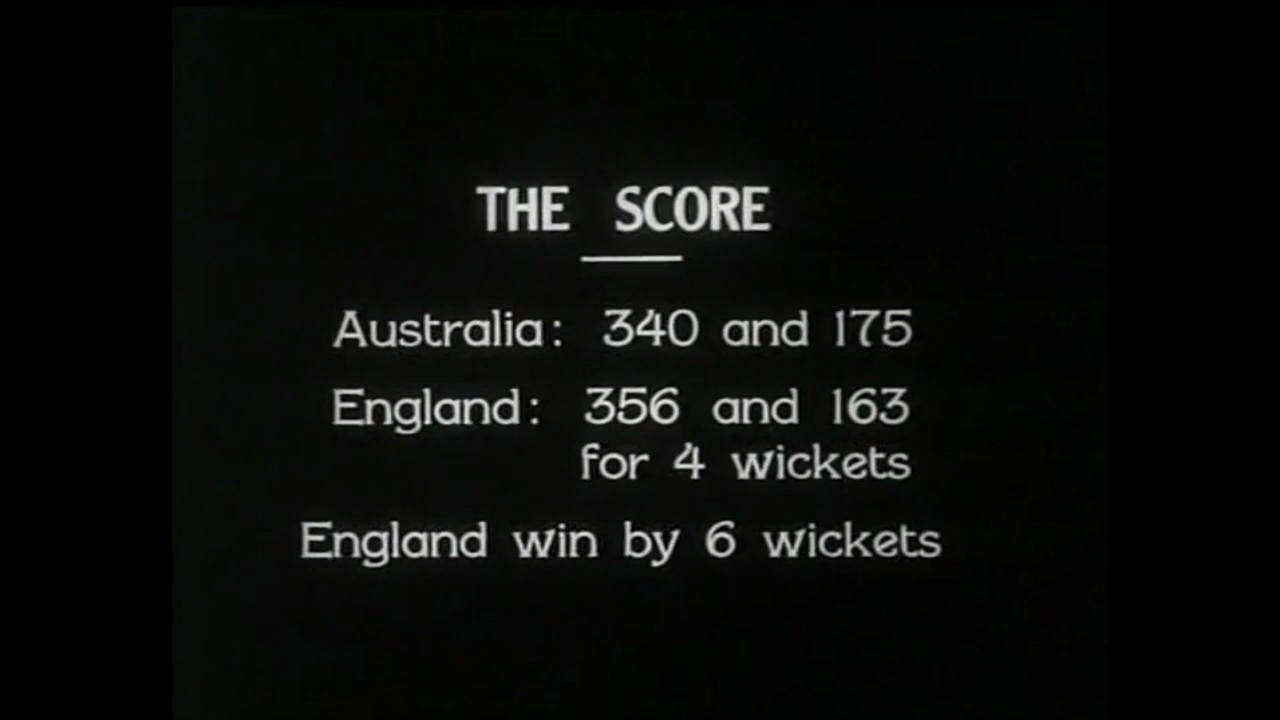 THE SCORE
Australia: 340 and 175
England: 356 and 163
for 4 wickets
England win by 6 wickets